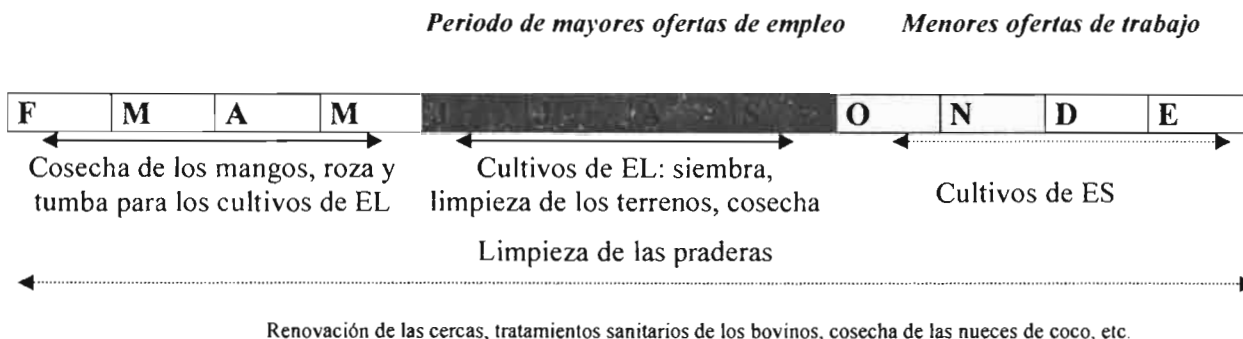 Periodo de mayores ofertas de empleo Menores ofertas de trabajo
F M A M J J A S O N D E
Cosecha de los mangos, roza y
tumba para los cultivos de EL
Cultivos de EL: siembra,
limpieza de los terrenos, cosecha
Cultivos de ES
Limpieza de las praderas
Renovación de las cercas, tratamientos sanitarios de los bovinos, cosecha de las nueces de coco, etc.